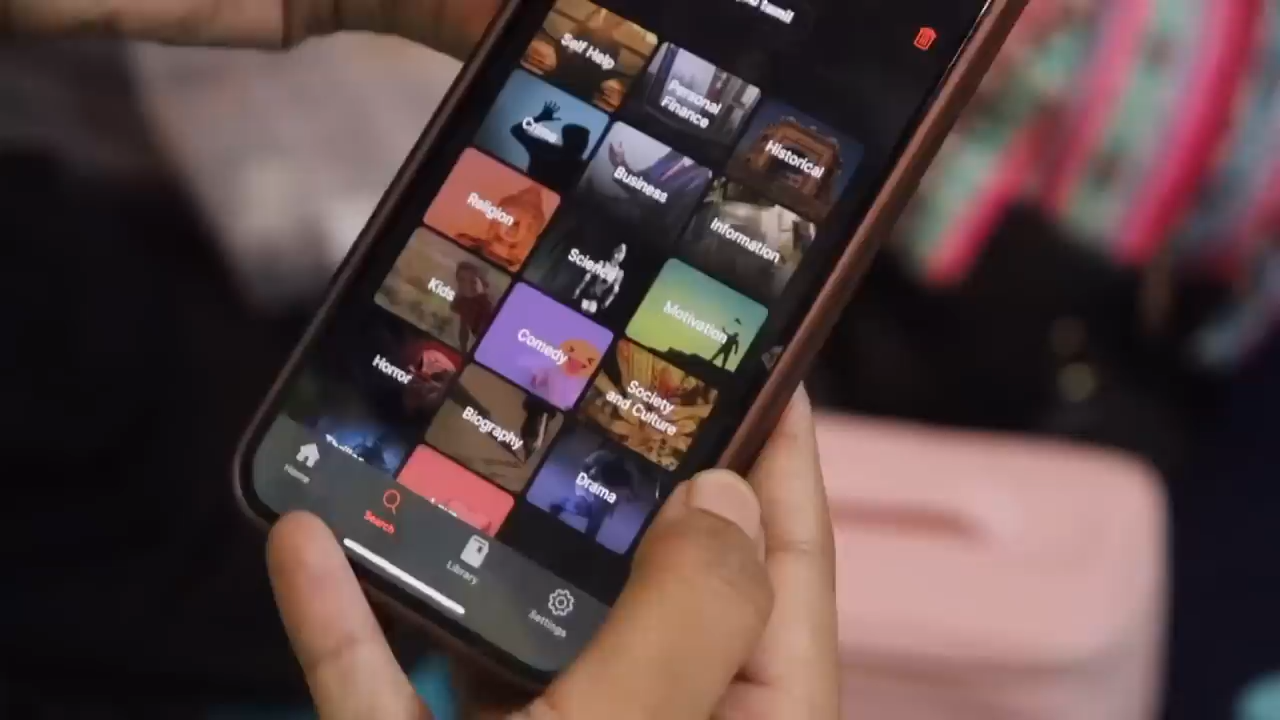 tamil
Self Help
Personal
Finance
Historical
Crime
Business
Information
Religion
Science
Motivation
Kids
Comedy
Society
and Culture
Horror
Biography
Drama
Home
Search
Library
Settings